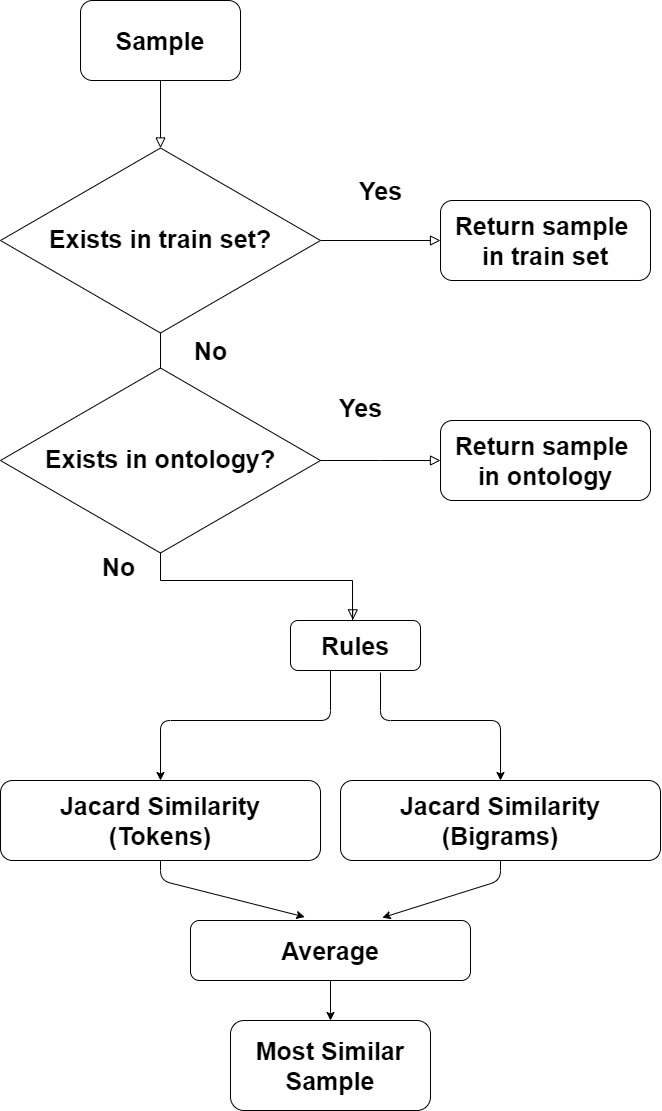 Sample
Exists in train set?
Yes
Return sample
in train set
No
Exists in ontology?
Yes
Return sample
in ontology
No
Rules
Jacard Similarity
(Tokens)
Jacard Similarity
(Bigrams)
Average
Most Similar
Sample